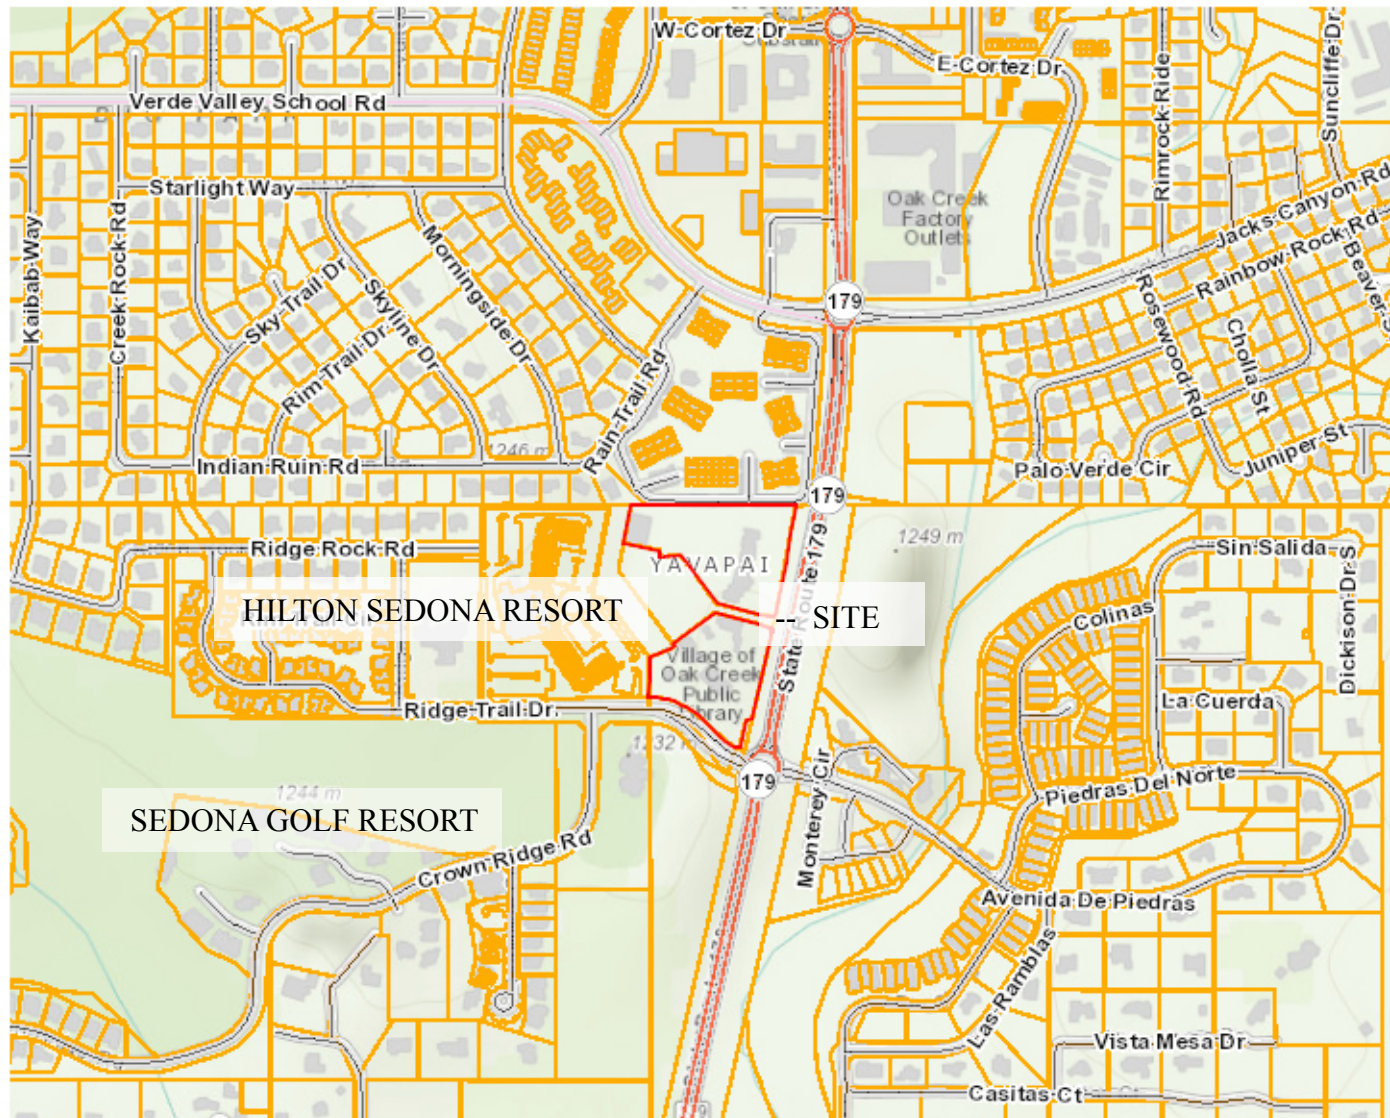 W Cortez Dr
E Cortez Dr
Verde Valley School Rd
Rimrock Ride
Suncliffe Dr
Starlight Way
Oak Creek
Factory
Outlets
Jacks Canyon Rd
Rainbow Rock Rd
Kaibab Way
Creek Rock Rd
Sky Trail Dr
Skyline Dr
Morningside Dr
Rim Trail Dr
179
Rosewood Rd
Cholla St
Rain Trail Rd
1246 m
Indian Ruin Rd
Palo Verde Cir
Juniper St
179
Ridge Rock Rd
YAVAPAI
1249 m
Sin Salida
Dickison Dr S
HILTON SEDONA RESORT
-- SITE
State Route 179
Colinas
Village of
Oak Creek
Public
Library
La Cuerda
Ridge Trail Dr
1232 m
179
Monterey Cir
Piedras Del Norte
1244 m
SEDONA GOLF RESORT
Crown Ridge Rd
Avenida De Piedras
Las Ramblas
Vista Mesa Dr
Casitas Ct